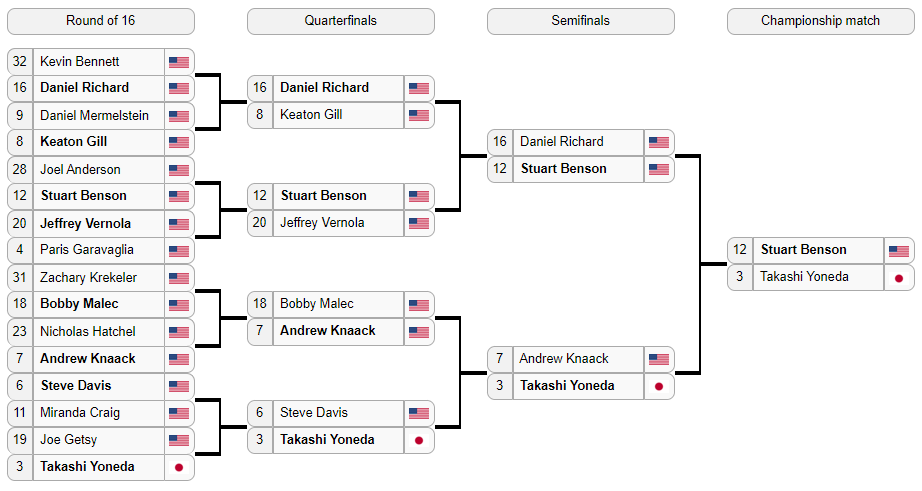 Round of 16
Quarterfinals
Semifinals
Championship match
32 Kevin Bennett
16 Daniel Richard
9 Daniel Mermelstein
8 Keaton Gill
28 Joel Anderson
12 Stuart Benson
20 Jeffrey Vernola
4 Paris Garavaglia
31 Zachary Krekeler
18 Bobby Malec
23 Nicholas Hatchel
7 Andrew Knaack
6 Steve Davis
11 Miranda Craig
19 Joe Getsy
3 Takashi Yoneda
16 Daniel Richard
8 Keaton Gill
12 Stuart Benson
20 Jeffrey Vernola
18 Bobby Malec
7 Andrew Knaack
6 Steve Davis
3 Takashi Yoneda
16 Daniel Richard
12 Stuart Benson
7 Andrew Knaack
3 Takashi Yoneda
12 Stuart Benson
3 Takashi Yoneda